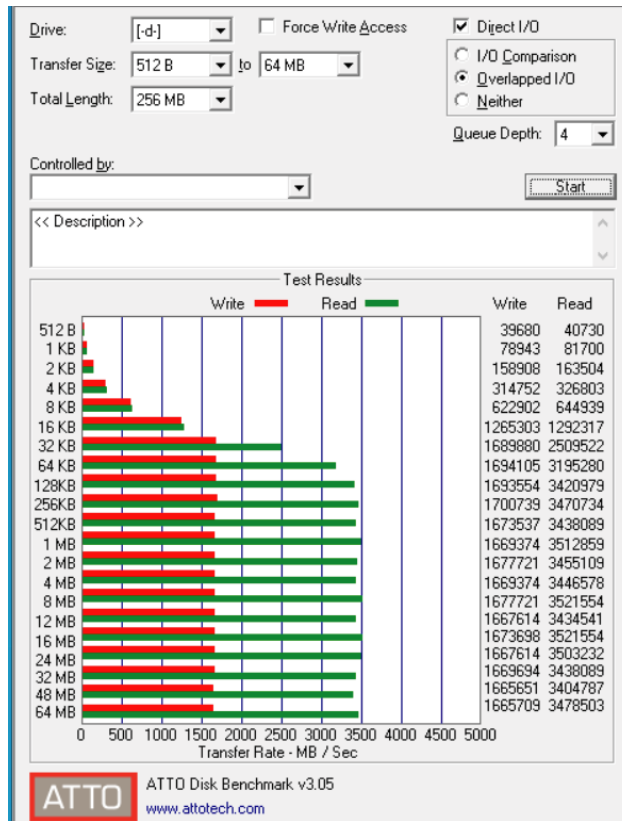 Drive: [-d-] Force Write Access Direct I/O
Transfer Size: 512 B to 64 MB I/O Comparison
Overlapped I/O
Total Length: 256 MB Neither
Queue Depth: 4
Controlled by:
Start
<< Description >>
Test Results
Write Read Write Read
512 B 39680 40730
1 KB 78943 81700
2 KB 158908 163504
4 KB 314752 326803
8 KB 622902 644939
16 KB 1265303 1292317
32 KB 1689880 2509522
64 KB 1694105 3195280
128KB 1693554 3420979
256KB 1700739 3470734
512KB 1673537 3438089
1 MB 1669374 3512859
2 MB 1677721 3455109
4 MB 1669374 3446578
8 MB 1677721 3521554
12 MB 1667614 3434541
16 MB 1673698 3521554
24 MB 1667614 3503232
32 MB 1669694 3438089
48 MB 1665651 3404787
64 MB 1665709 3478503
0 500 1000 1500 2000 2500 3000 3500 4000 4500 5000
Transfer Rate - MB / Sec
ATTO ATTO Disk Benchmark v3.05
www.attotech.com